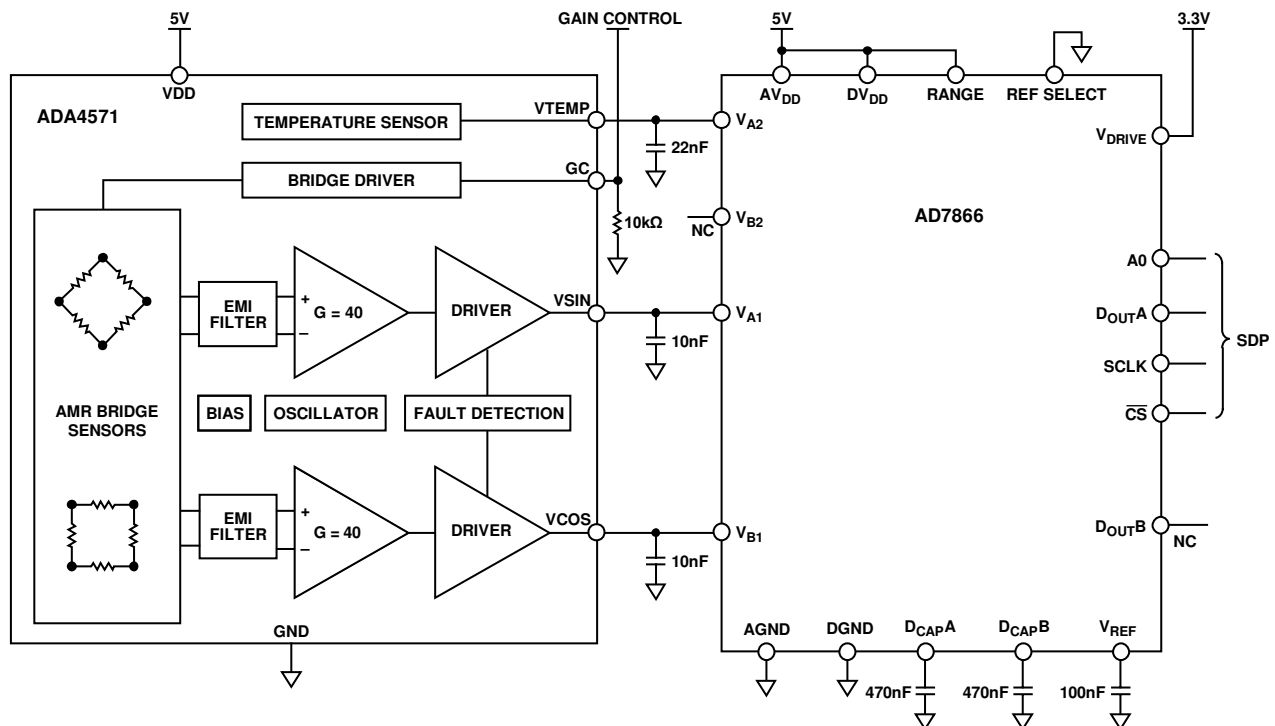 5V
GAIN CONTROL
5V
3.3V
VDD
ADA4571
VTEMP
TEMPERATURE SENSOR
22nF
GC
BRIDGE DRIVER
10kΩ
AMR BRIDGE
SENSORS
EMI
FILTER
+
–
G = 40
DRIVER
VSIN
10nF
BIAS
OSCILLATOR
FAULT DETECTION
EMI
FILTER
+
–
G = 40
DRIVER
VCOS
10nF
GND
AVDD
DVDD
RANGE
REF SELECT
VA2
VDRIVE
AD7866
VB2
NC
A0
VA1
DOUTA
SCLK
CS
SDP
VB1
DOUTB
NC
AGND
DGND
DCAPA
DCAPB
VREF
470nF
470nF
100nF